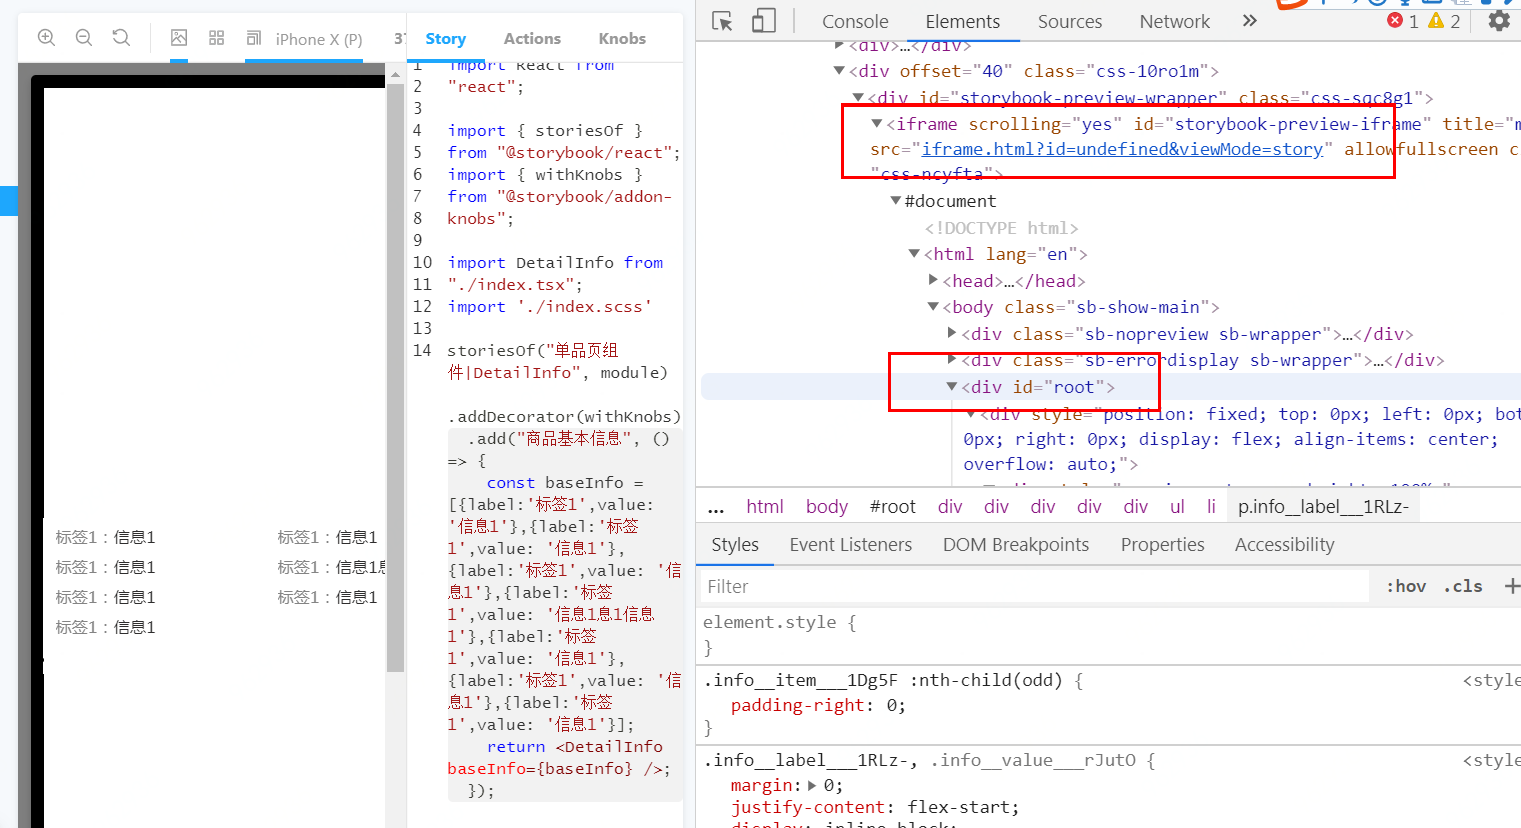 iPhone X (P)
Story
Actions
Knobs
1
import React from
2
"react";
3
4
import { storiesOf }
5
from "@storybook/react";
6
import { withKnobs }
7
from "@storybook/addon-
8
knobs";
9
10
import DetailInfo from
11
"./index.tsx";
12
import './index.scss'
13
14
storiesOf("单品页组
件|DetailInfo", module)
.addDecorator(withKnobs)
.add("商品基本信息", ()
=> {
const baseInfo =
[{label:'标签1',value:
'信息1'},{label:'标签
1',value: '信息1'},
{label:'标签1',value: '信
息1'},{label:'标签
1',value: '信息1息1信息
1'},{label:'标签
1',value: '信息1'},
{label:'标签1',value: '信
息1'},{label:'标签
1',value: '信息1'}];
return <DetailInfo
baseInfo={baseInfo} />;
});
标签1：信息1 标签1：信息1
标签1：信息1 标签1：信息1息
标签1：信息1 标签1：信息1
标签1：信息1
Console
Elements
Sources
Network
»
1
2
<div>…</div>
<div offset="40" class="css-10ro1m">
<div id="storybook-preview-wrapper" class="css-sqc8g1">
<iframe scrolling="yes" id="storybook-preview-iframe" title="m
src="iframe.html?id=undefined&viewMode=story" allowfullscreen c
"css-ncyfta">
#document
<!DOCTYPE html>
<html lang="en">
<head>…</head>
<body class="sb-show-main">
<div class="sb-nopreview sb-wrapper">…</div>
<div class="sb-errordisplay sb-wrapper">…</div>
<div id="root">
<div style="position: fixed; top: 0px; left: 0px; bot
0px; right: 0px; display: flex; align-items: center;
overflow: auto;">
... html body #root div div div div div ul li p.info__label___1RLz-
Styles
Event Listeners
DOM Breakpoints
Properties
Accessibility
Filter
:hov
.cls
+
element.style {
}
.info__item___1Dg5F :nth-child(odd) {
<style
padding-right: 0;
}
.info__label___1RLz-, .info__value___rJutO {
<style
margin: 0;
justify-content: flex-start;
display: inline-block;